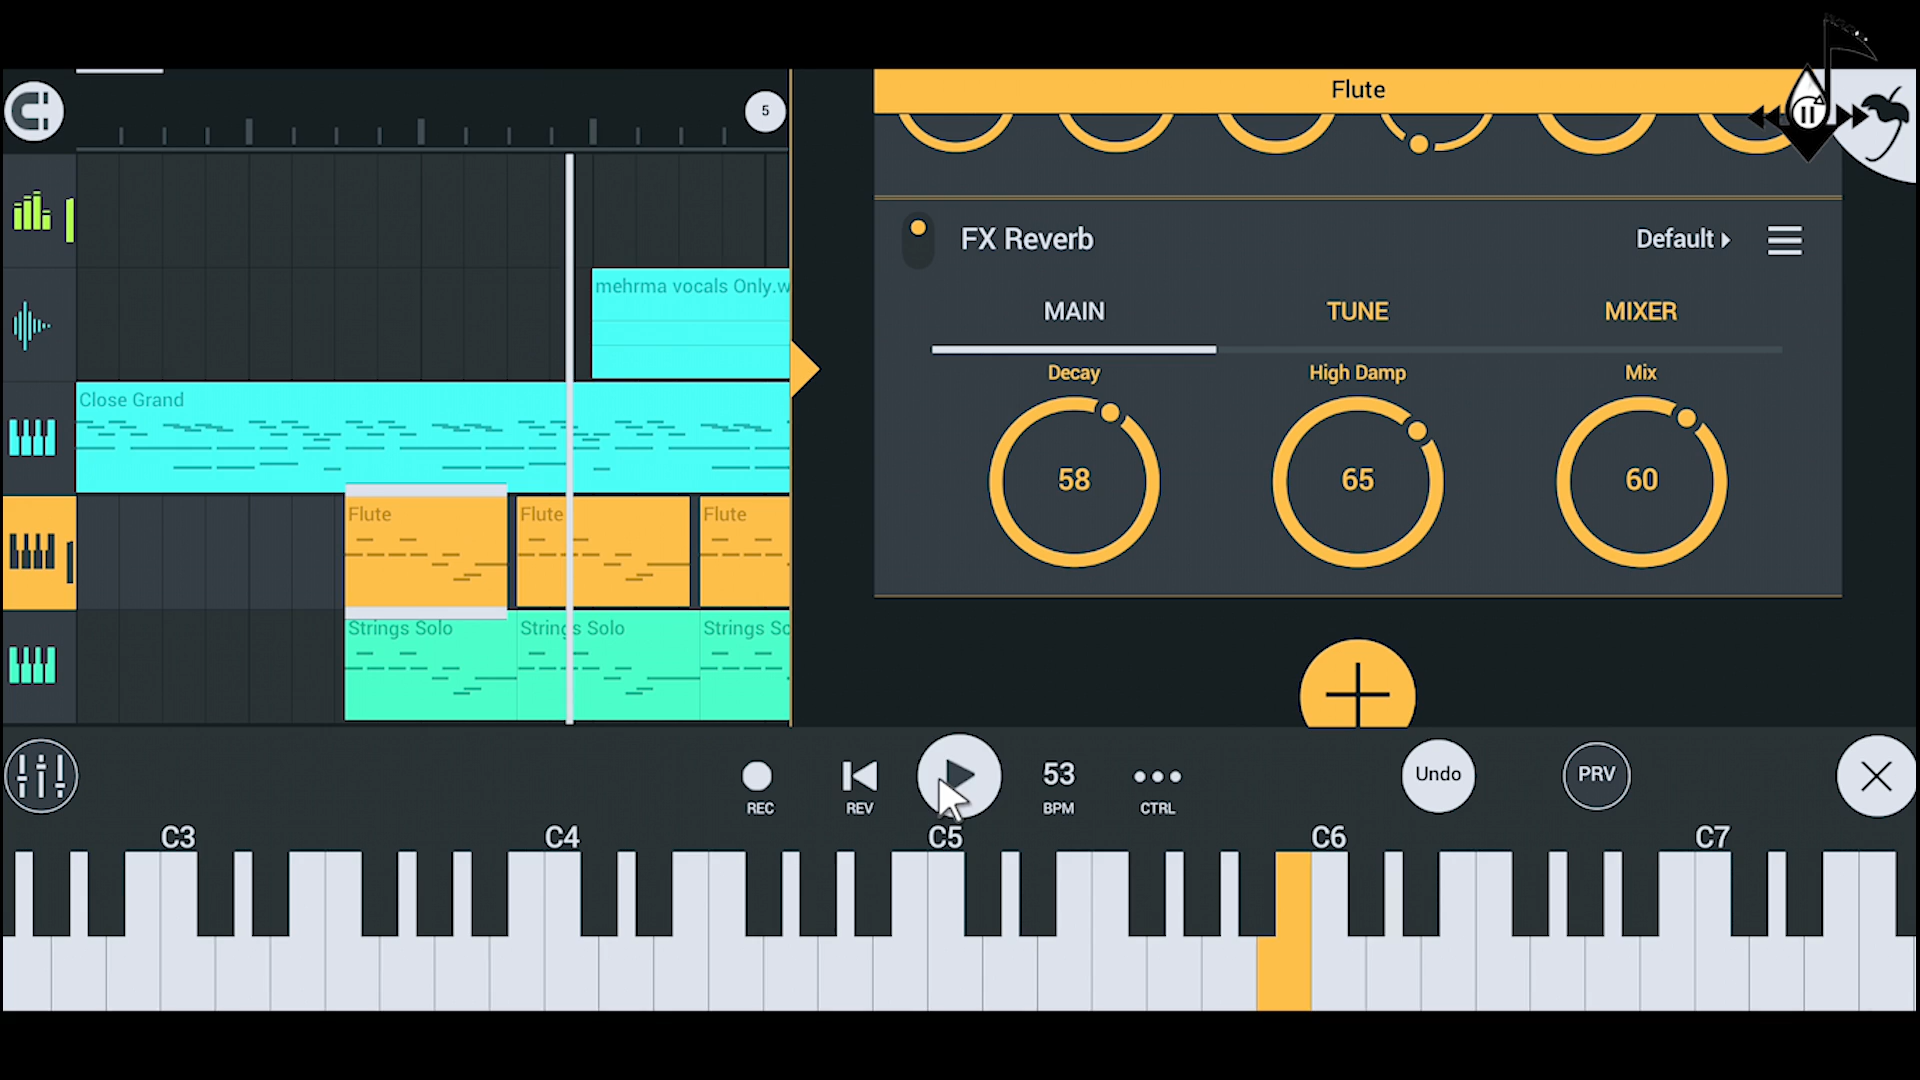 Flute
5
FX Reverb
Default
MAIN TUNE MIXER
mehrma vocals Only.w
Decay High Damp Mix
Close Grand
58 65 60
Flute Flute Flute
Strings Solo Strings Solo Strings So
53 Undo PRV
REC REV BPM CTRL
C3 C4 C5 C6 C7